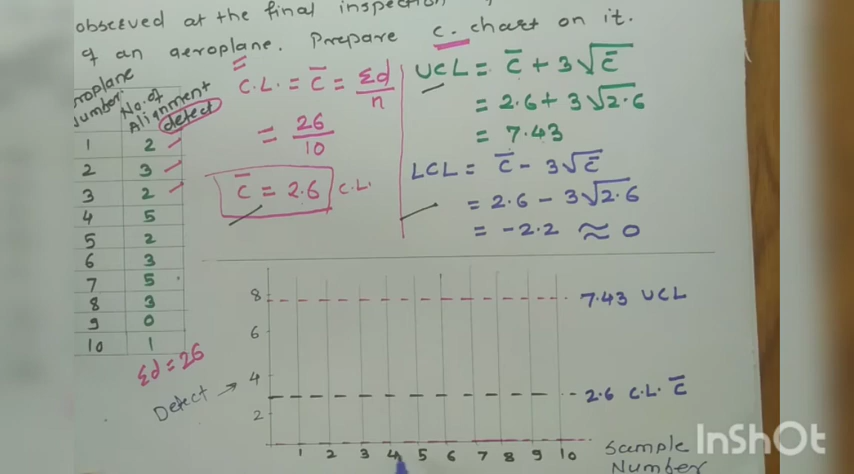 observed at the final inspection
of an aeroplane. Prepare c. chart on it.
roplane
Number.
No. of
Alignment
defect
1 2
2 3
3 2
4 5
5 2
6 3
7 5
8 3
9 0
10 1
Σd = 26
C.L. = c̄ = Σd/n
= 26/10
c̄ = 2.6 C.L.
UCL = c̄ + 3√c̄
= 2.6 + 3√2.6
= 7.43
LCL = c̄ - 3√c̄
= 2.6 - 3√2.6
= -2.2 ≈ 0
8
6
4
2
Defect →
7.43 UCL
2.6 C.L. c̄
1 2 3 4 5 6 7 8 9 10
Sample
Number
InShOt